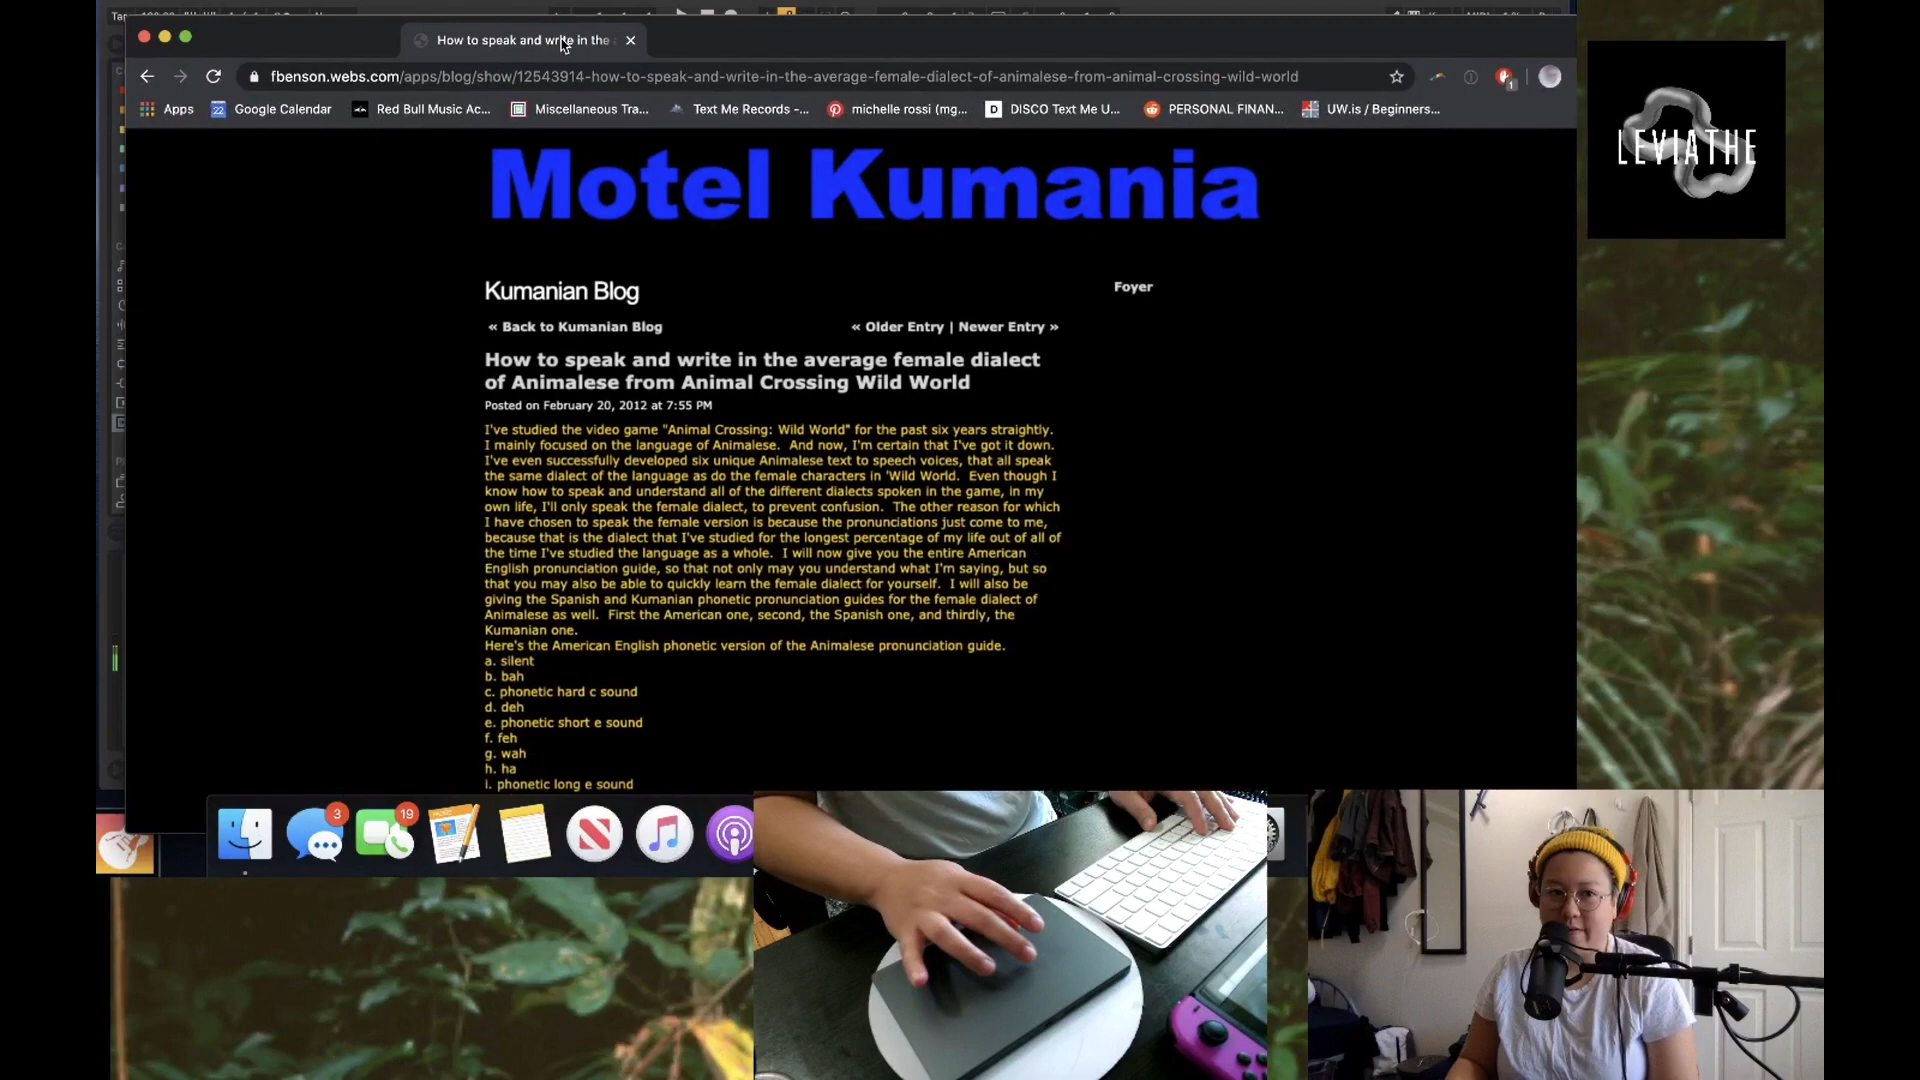 How to speak and write in the
fbenson.webs.com/apps/blog/show/12543914-how-to-speak-and-write-in-the-average-female-dialect-of-animalese-from-animal-crossing-wild-world
Apps
22
Google Calendar
Red Bull Music Ac...
Miscellaneous Tra...
Text Me Records -...
michelle rossi (mg...
D
DISCO Text Me U...
PERSONAL FINAN...
UW.is / Beginners...
1
LEVIATHE
Motel Kumania
Kumanian Blog
Foyer
« Back to Kumanian Blog
« Older Entry | Newer Entry »
How to speak and write in the average female dialect
of Animalese from Animal Crossing Wild World
Posted on February 20, 2012 at 7:55 PM
I've studied the video game "Animal Crossing: Wild World" for the past six years straightly.
I mainly focused on the language of Animalese.  And now, I'm certain that I've got it down.
I've even successfully developed six unique Animalese text to speech voices, that all speak
the same dialect of the language as do the female characters in 'Wild World.  Even though I
know how to speak and understand all of the different dialects spoken in the game, in my
own life, I'll only speak the female dialect, to prevent confusion.  The other reason for which
I have chosen to speak the female version is because the pronunciations just come to me,
because that is the dialect that I've studied for the longest percentage of my life out of all of
the time I've studied the language as a whole.  I will now give you the entire American
English pronunciation guide, so that not only may you understand what I'm saying, but so
that you may also be able to quickly learn the female dialect for yourself.  I will also be
giving the Spanish and Kumanian phonetic pronunciation guides for the female dialect of
Animalese as well.  First the American one, second, the Spanish one, and thirdly, the
Kumanian one.
Here's the American English phonetic version of the Animalese pronunciation guide.
a. silent
b. bah
c. phonetic hard c sound
d. deh
e. phonetic short e sound
f. feh
g. wah
h. ha
i. phonetic long e sound
3
19